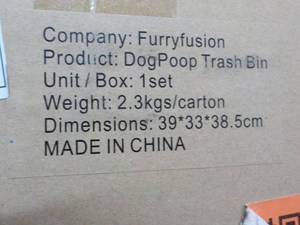 Company: Furryfusion
Product: DogPoop Trash Bin
Unit / Box: 1set
Weight: 2.3kgs/carton
Dimensions: 39*33*38.5cm
MADE IN CHINA